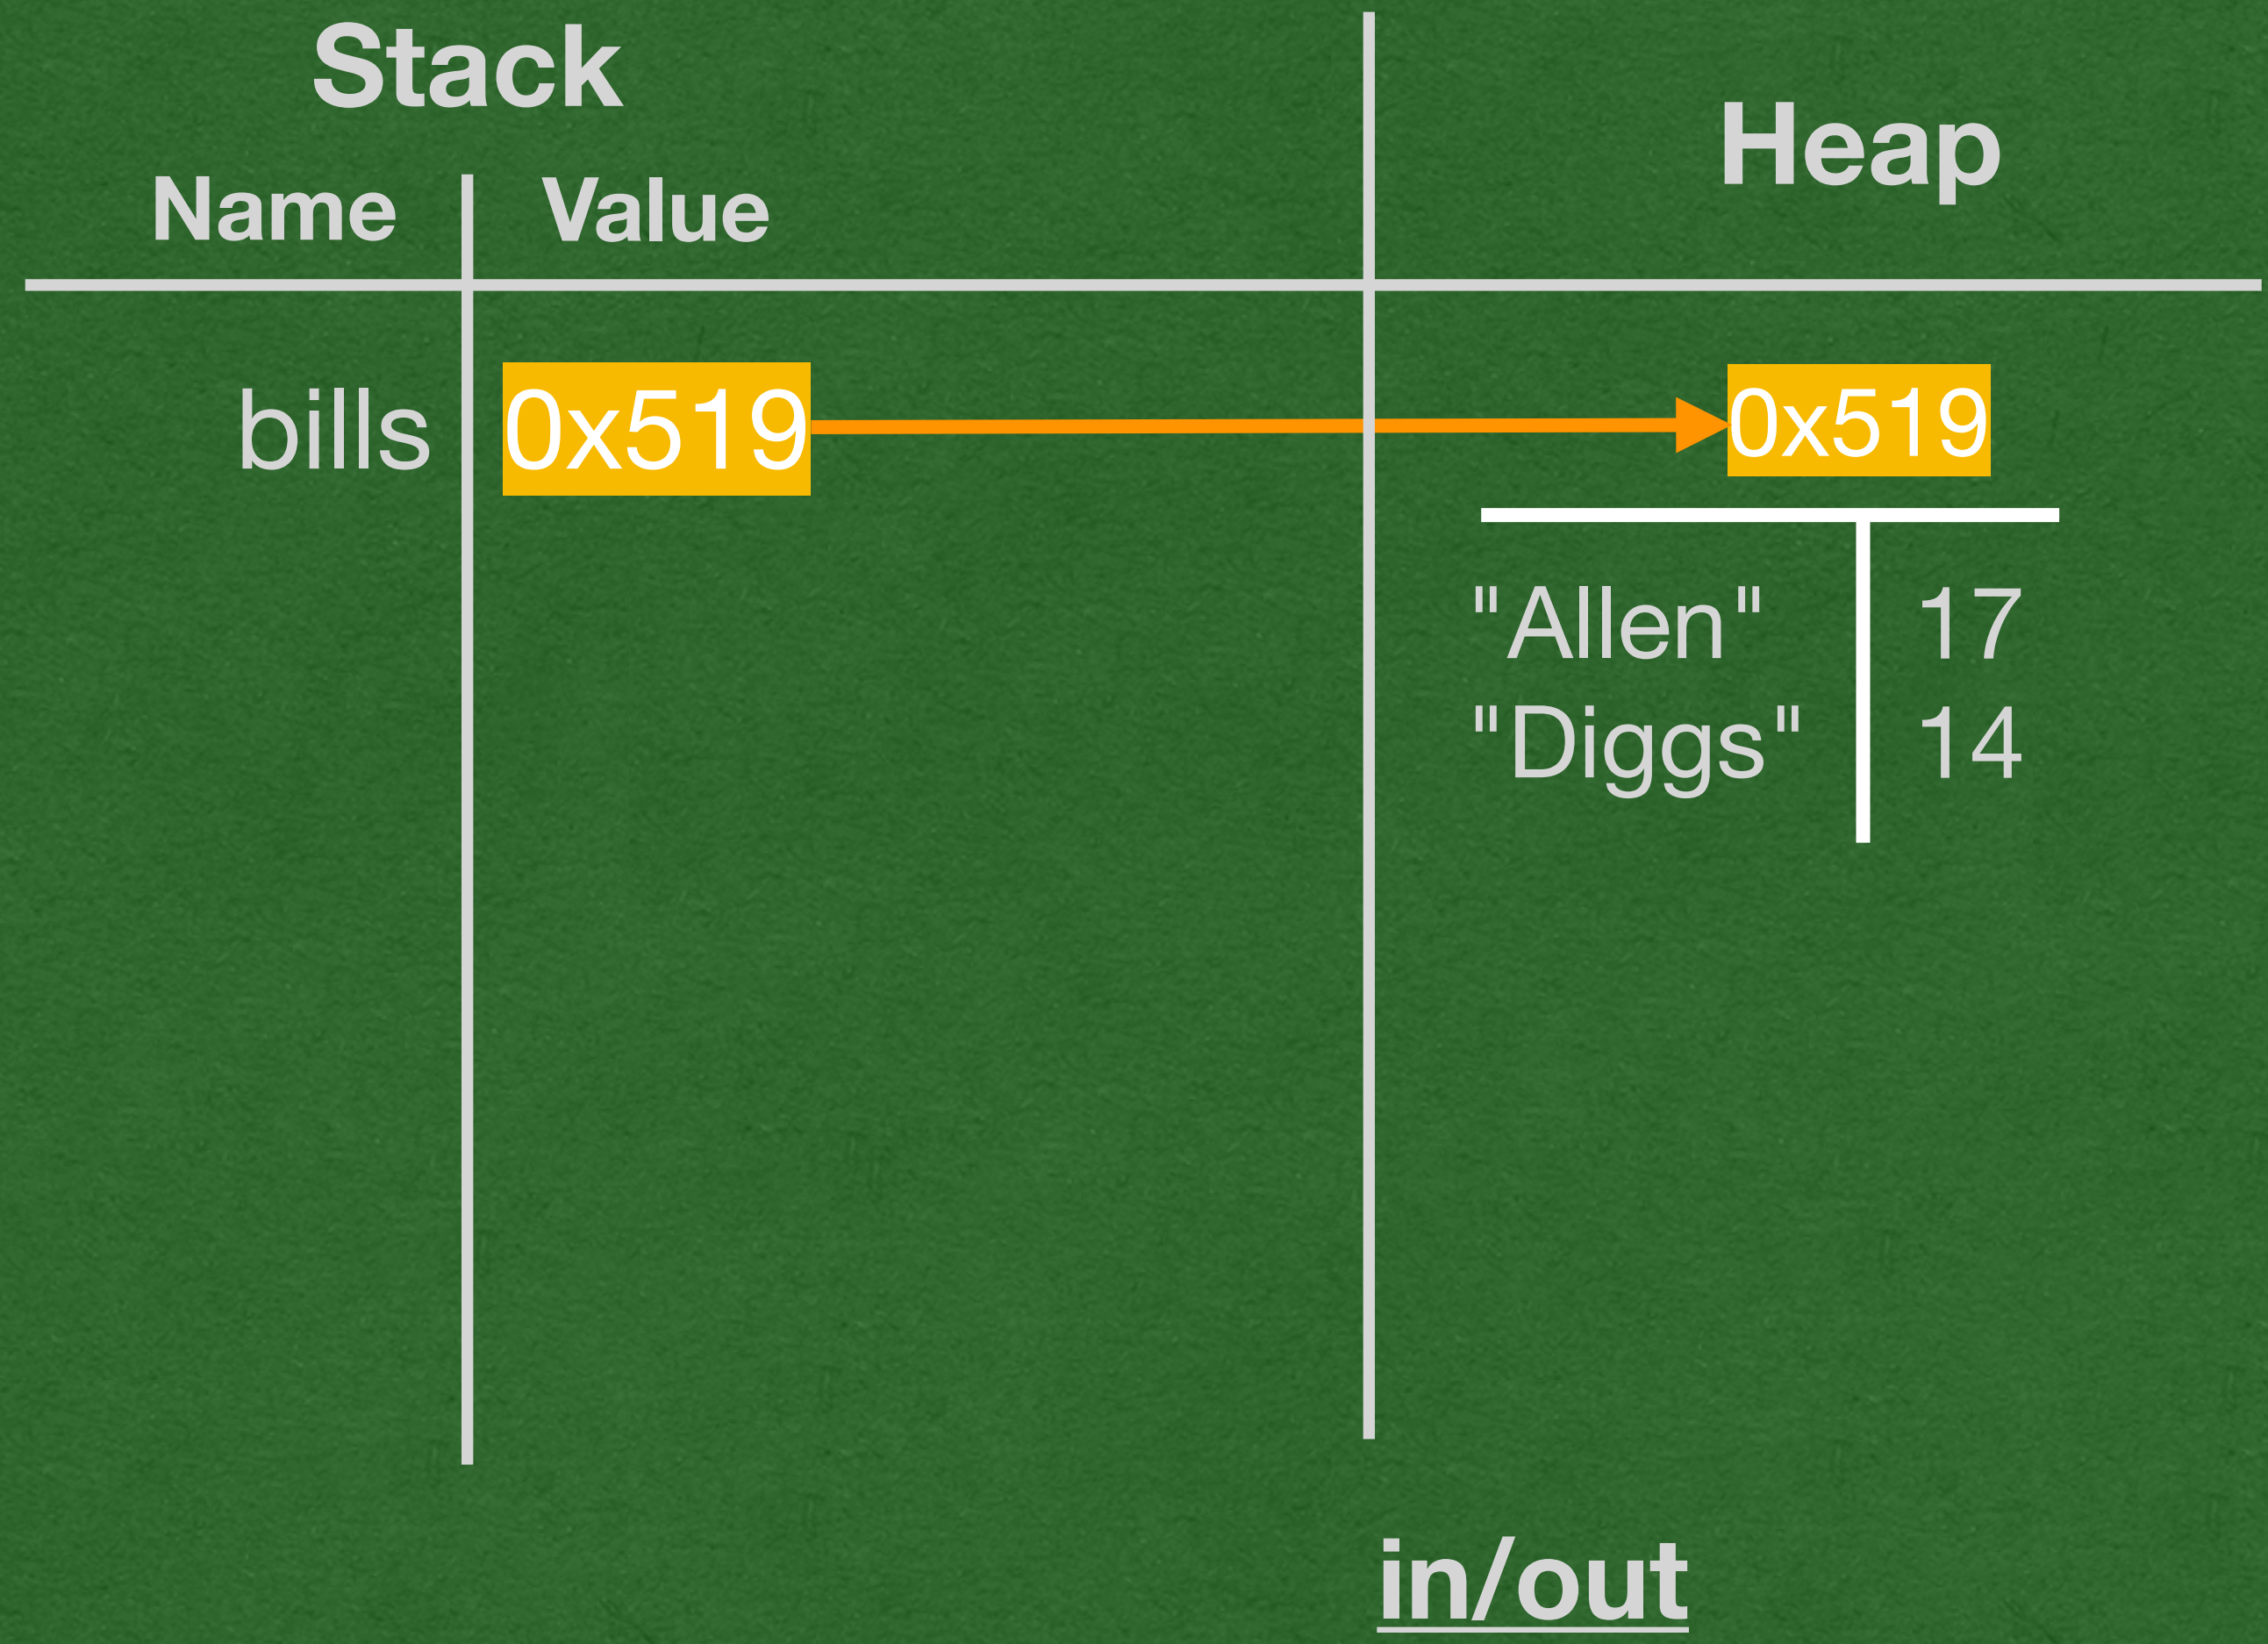 Stack
Heap
Name Value
bills 0x519 0x519
"Allen" 17
"Diggs" 14
in/out